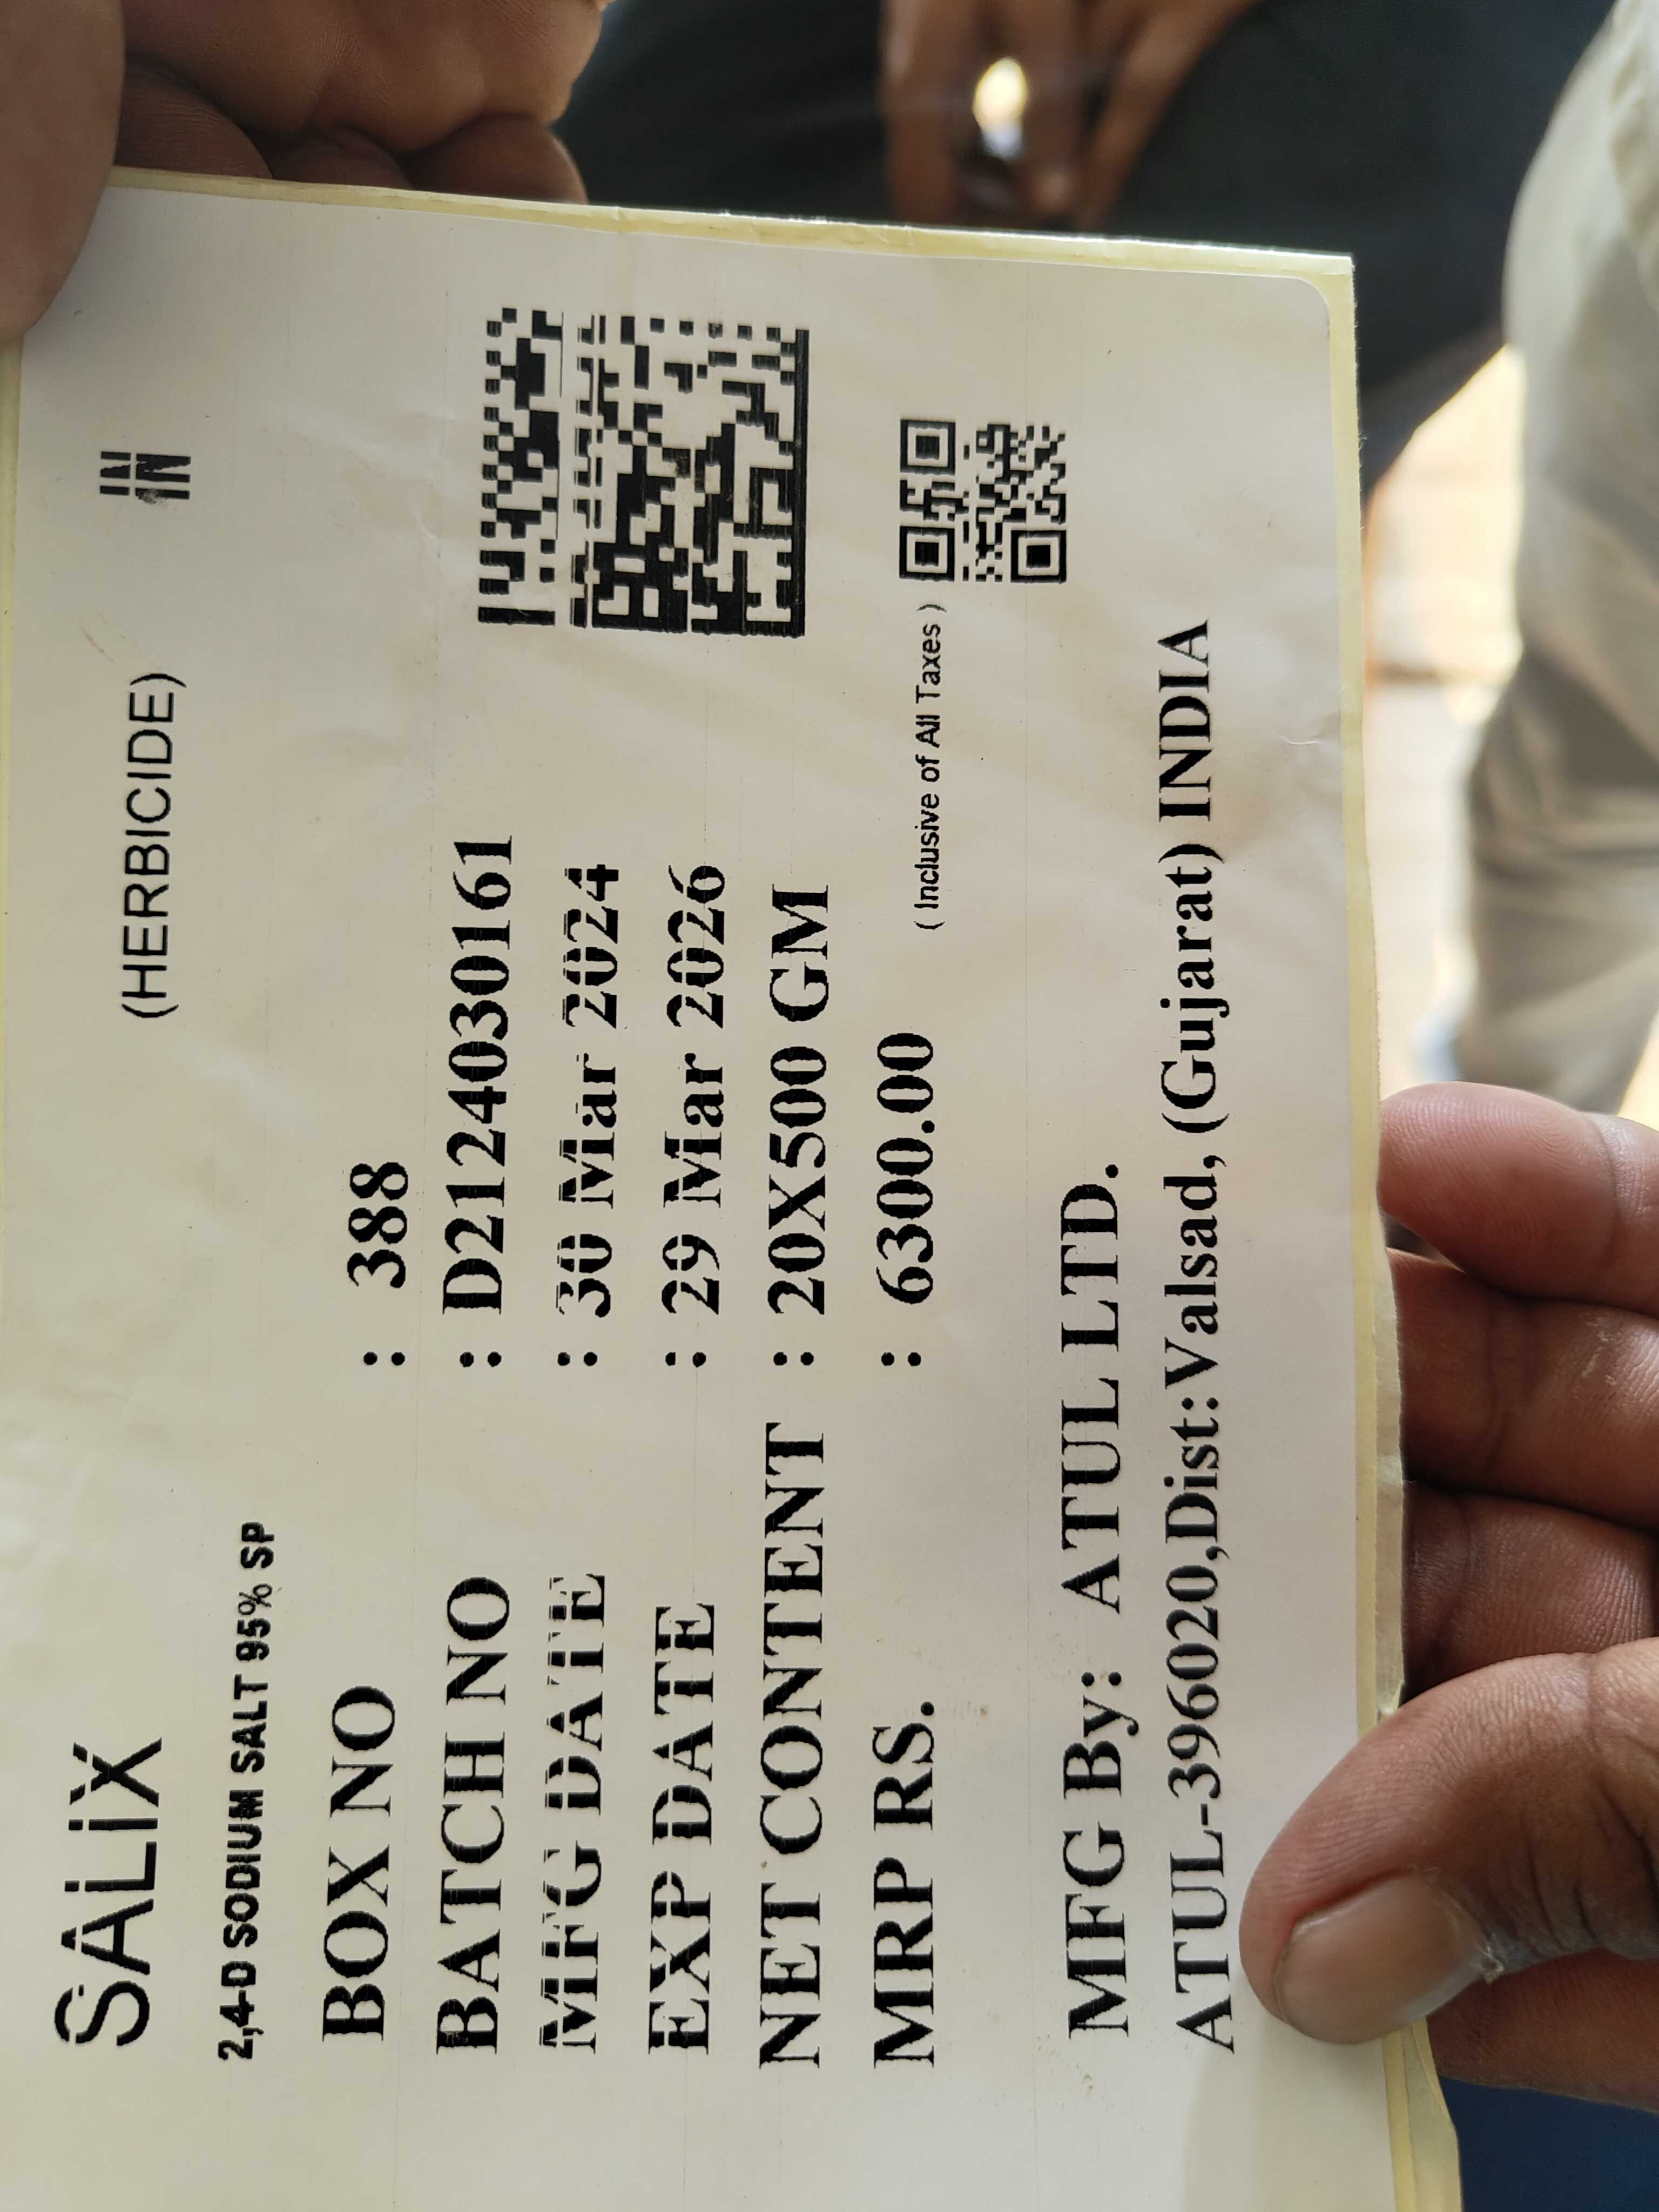 SALIX (HERBICIDE)
2,4-D SODIUM SALT 95% SP
BOX NO : 388
BATCH NO : D2124030161
MFG DATE : 30 Mar 2024
EXP DATE : 29 Mar 2026
NET CONTENT : 20X500 GM
MRP RS. : 6300.00 ( Inclusive of All Taxes )
MFG By: ATUL LTD.
ATUL-396020,Dist:Valsad, (Gujarat) INDIA